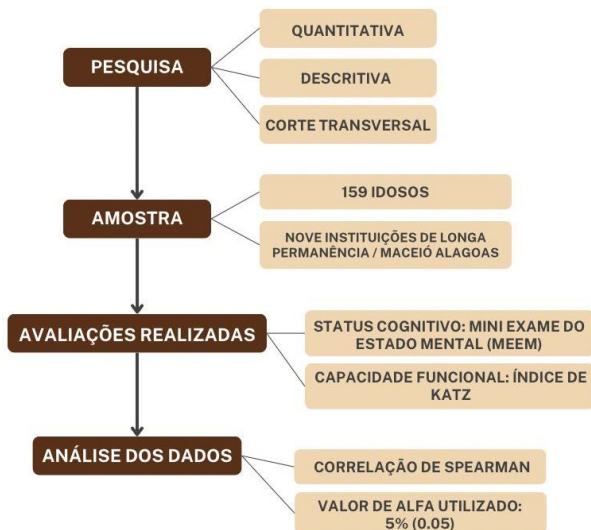 PESQUISA
QUANTITATIVA
DESCRITIVA
CORTE TRANSVERSAL
AMOSTRA
159 IDOSOS
NOVE INSTITUIÇÕES DE LONGA
PERMANÊNCIA / MACEIÓ ALAGOAS
AVALIAÇÕES REALIZADAS
STATUS COGNITIVO: MINI EXAME DO
ESTADO MENTAL (MEEM)
CAPACIDADE FUNCIONAL: ÍNDICE DE
KATZ
ANÁLISE DOS DADOS
CORRELAÇÃO DE SPEARMAN
VALOR DE ALFA UTILIZADO:
5% (0.05)